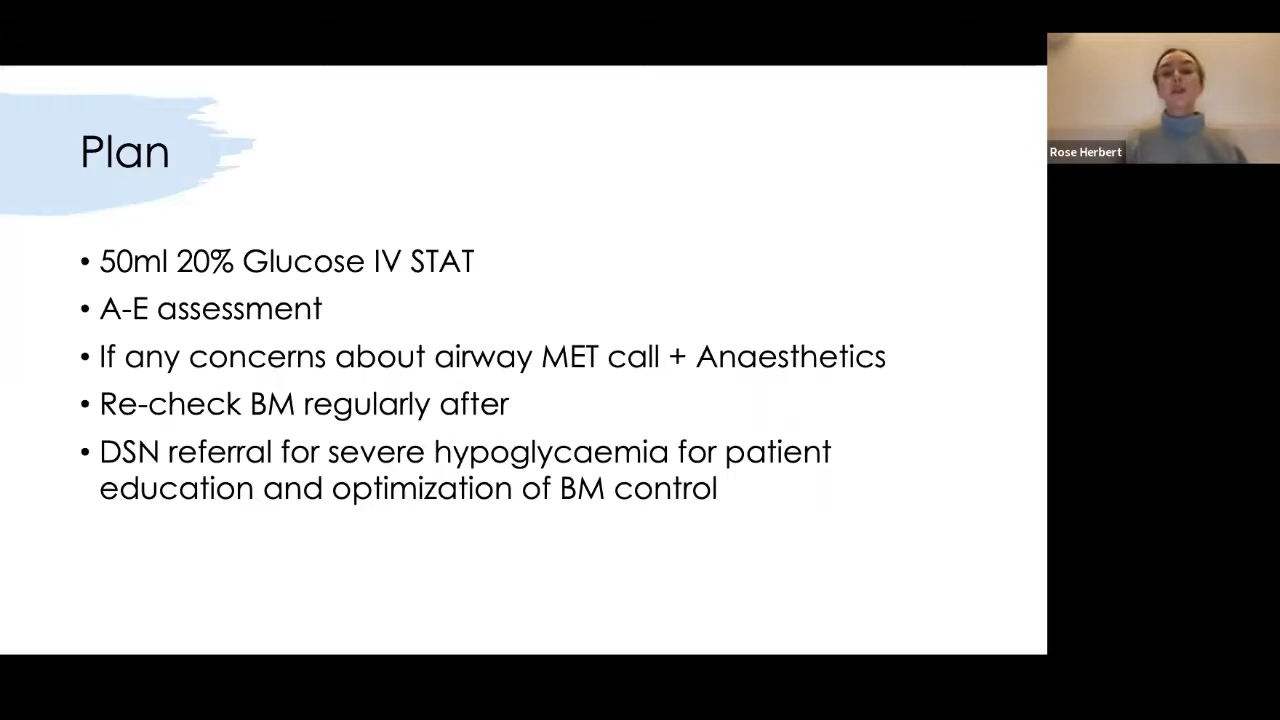 Plan
• 50ml 20% Glucose IV STAT
• A-E assessment
• If any concerns about airway MET call + Anaesthetics
• Re-check BM regularly after
• DSN referral for severe hypoglycaemia for patient
education and optimization of BM control
Rose Herbert